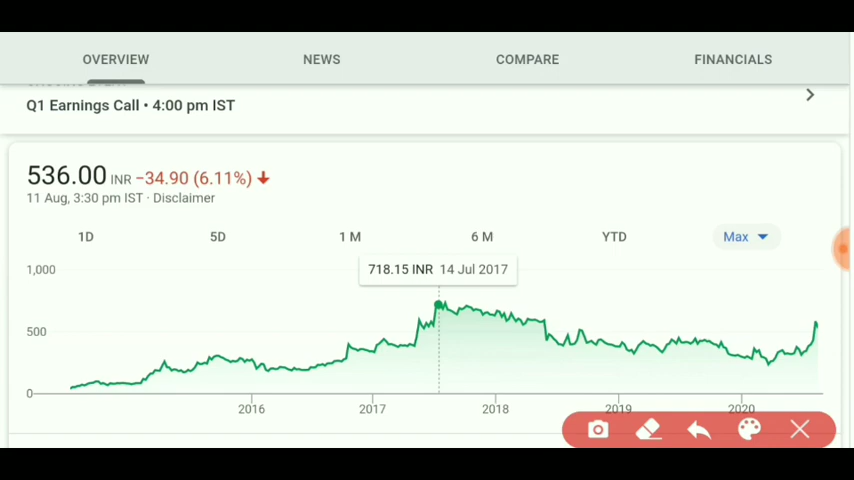 OVERVIEW NEWS COMPARE FINANCIALS
Q1 Earnings Call • 4:00 pm IST
536.00 INR −34.90 (6.11%)
11 Aug, 3:30 pm IST · Disclaimer
1D 5D 1 M 6 M YTD Max
718.15 INR 14 Jul 2017
1,000
500
0
2016 2017 2018 2019 2020